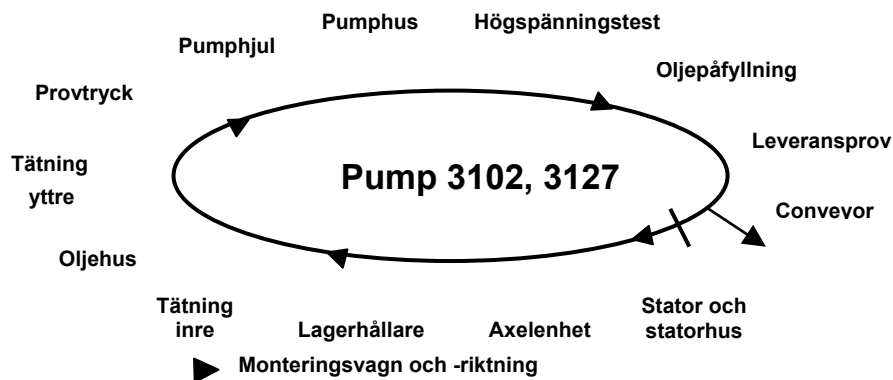 Pumphus
Högspänningstest
Pumphjul
Oljepåfyllning
Provtryck
Leveransprov
Tätning
yttre
Pump 3102, 3127
Conveyor
Oljehus
Tätning
inre
Lagerhållare
Axelenhet
Stator och
statorhus
Monteringsvagn och -riktning